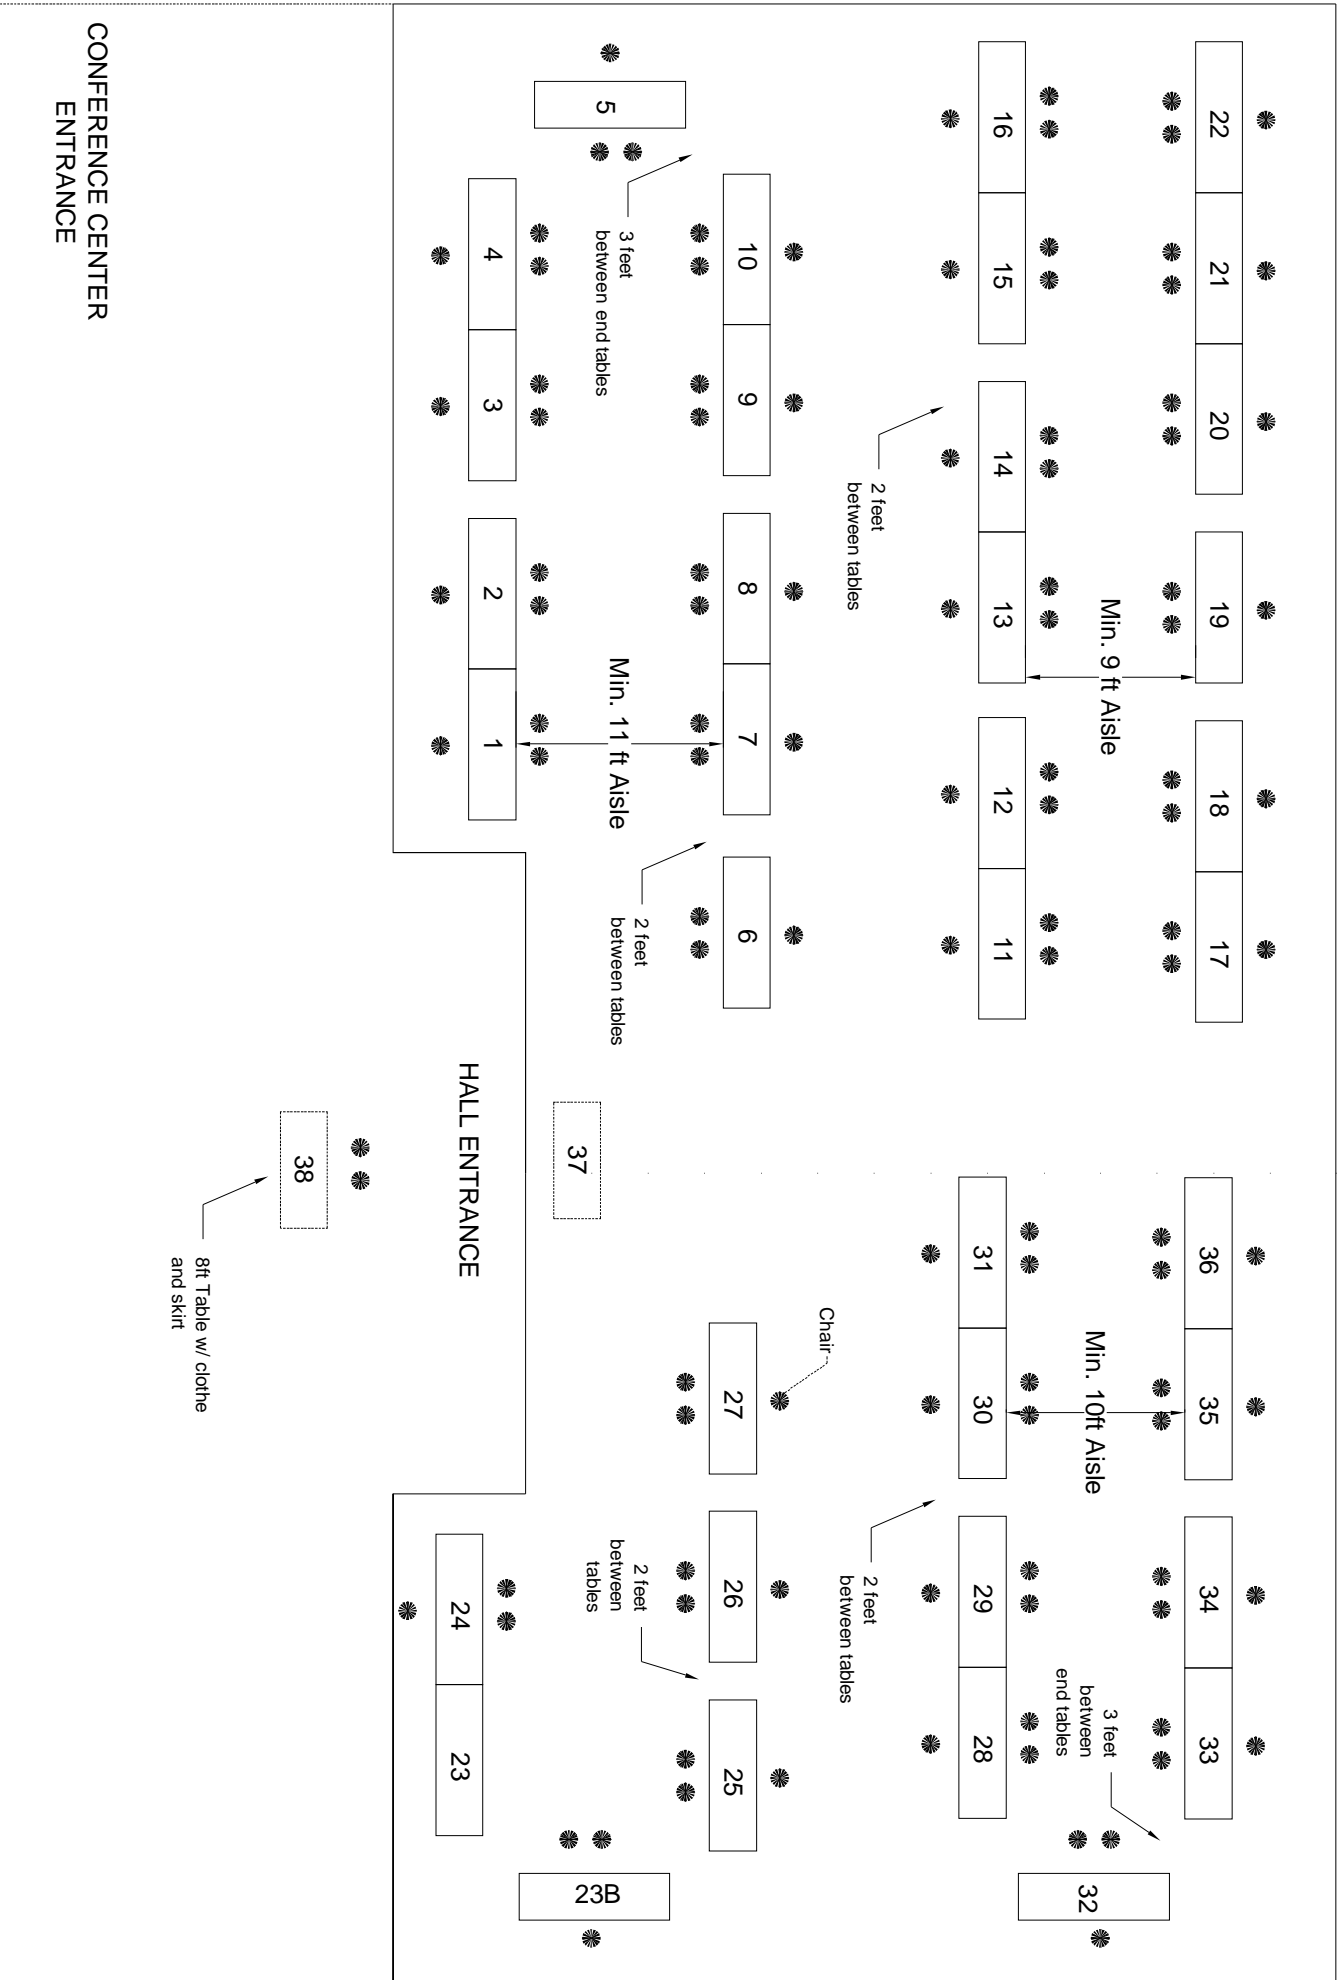 22 21 20 19 18 17 36 35 34 33
Min. 9 ft Aisle
Min. 10ft Aisle
3 feet
between
end tables
32
16 15 14 13 12 11 31 30 29 28
2 feet
between tables
Chair
2 feet
between tables
10 9 8 7 6 27 26 25
5
3 feet
between end tables
Min. 11 ft Aisle
2 feet
between tables
2 feet
between
tables
23B
37
4 3 2 1
24 23
HALL ENTRANCE
38
8ft Table w/ clothe
and skirt
CONFERENCE CENTER
ENTRANCE